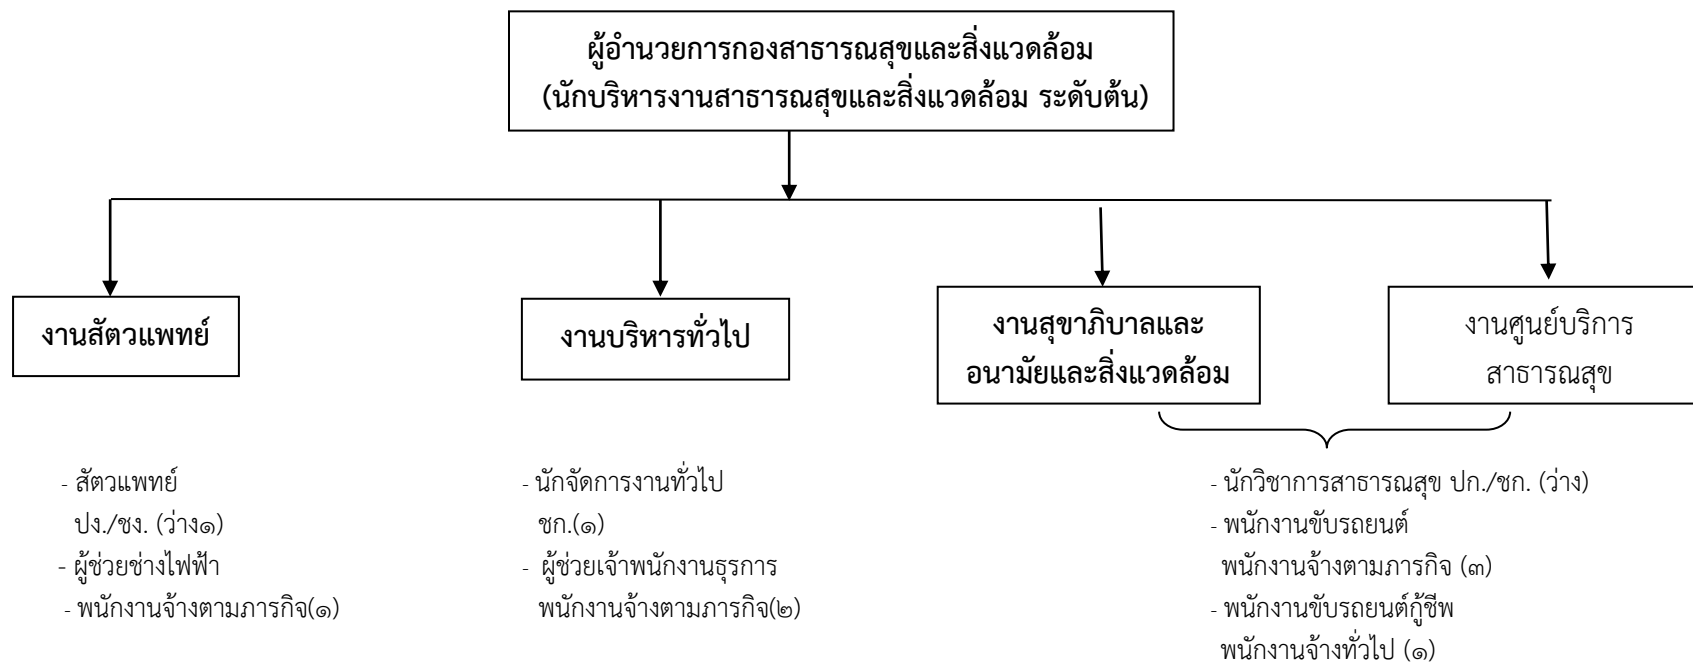 ผู้อำนวยการกองสาธารณสุขและสิ่งแวดล้อม
(นักบริหารงานสาธารณสุขและสิ่งแวดล้อม ระดับต้น)
งานสัตวแพทย์
งานบริหารทั่วไป
งานสุขาภิบาลและ
อนามัยและสิ่งแวดล้อม
งานศูนย์บริการ
สาธารณสุข
- สัตวแพทย์
ปง./ชง. (ว่าง๑)
- ผู้ช่วยช่างไฟฟ้า
- พนักงานจ้างตามภารกิจ(๑)
- นักจัดการงานทั่วไป
ชก.(๑)
- ผู้ช่วยเจ้าพนักงานธุรการ
พนักงานจ้างตามภารกิจ(๒)
- นักวิชาการสาธารณสุข ปก./ชก. (ว่าง)
- พนักงานขับรถยนต์
พนักงานจ้างตามภารกิจ (๓)
- พนักงานขับรถยนต์กู้ชีพ
พนักงานจ้างทั่วไป (๑)